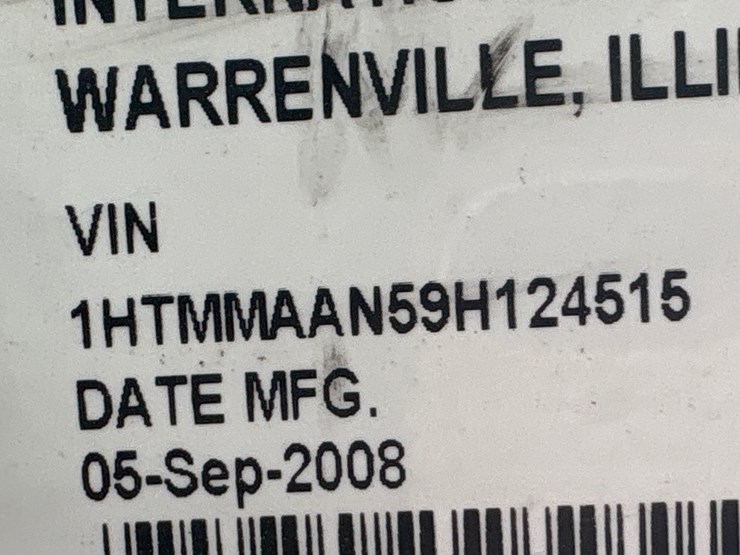 WARRENVILLE, ILLI
VIN
1HTMMAAN59H124515
DATE MFG.
05-Sep-2008